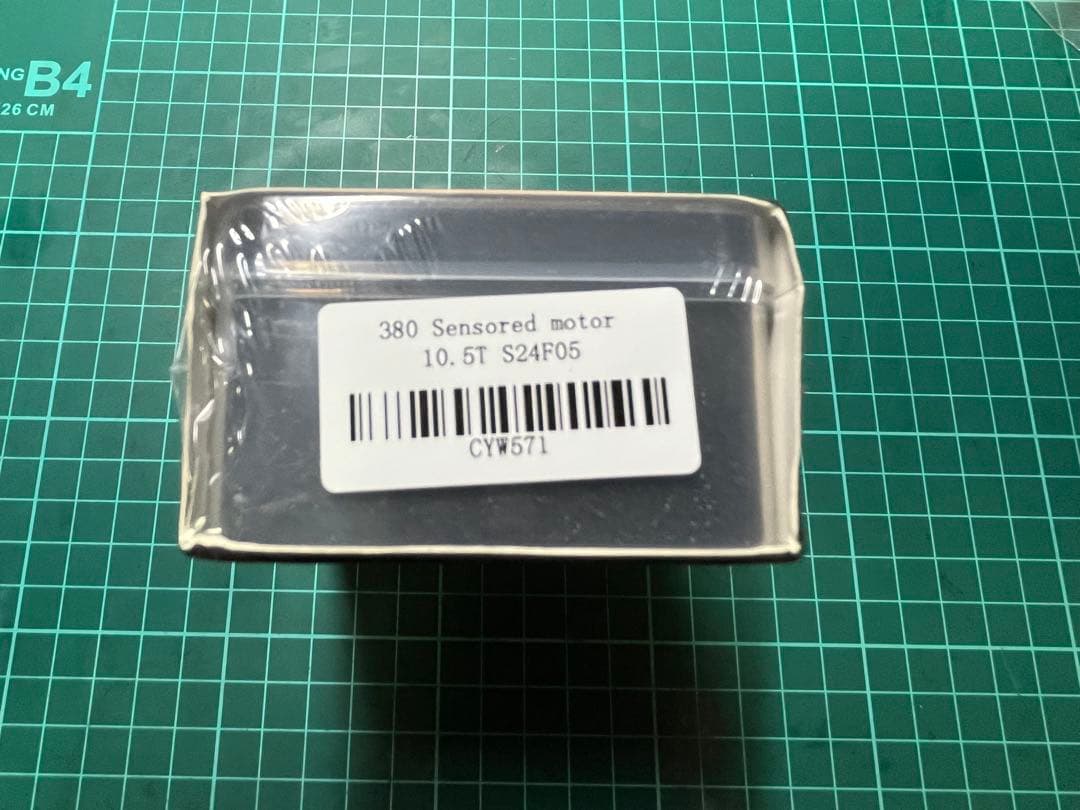 NG B4
26 CM
380 Sensored motor
10.5T S24F05
CYW571